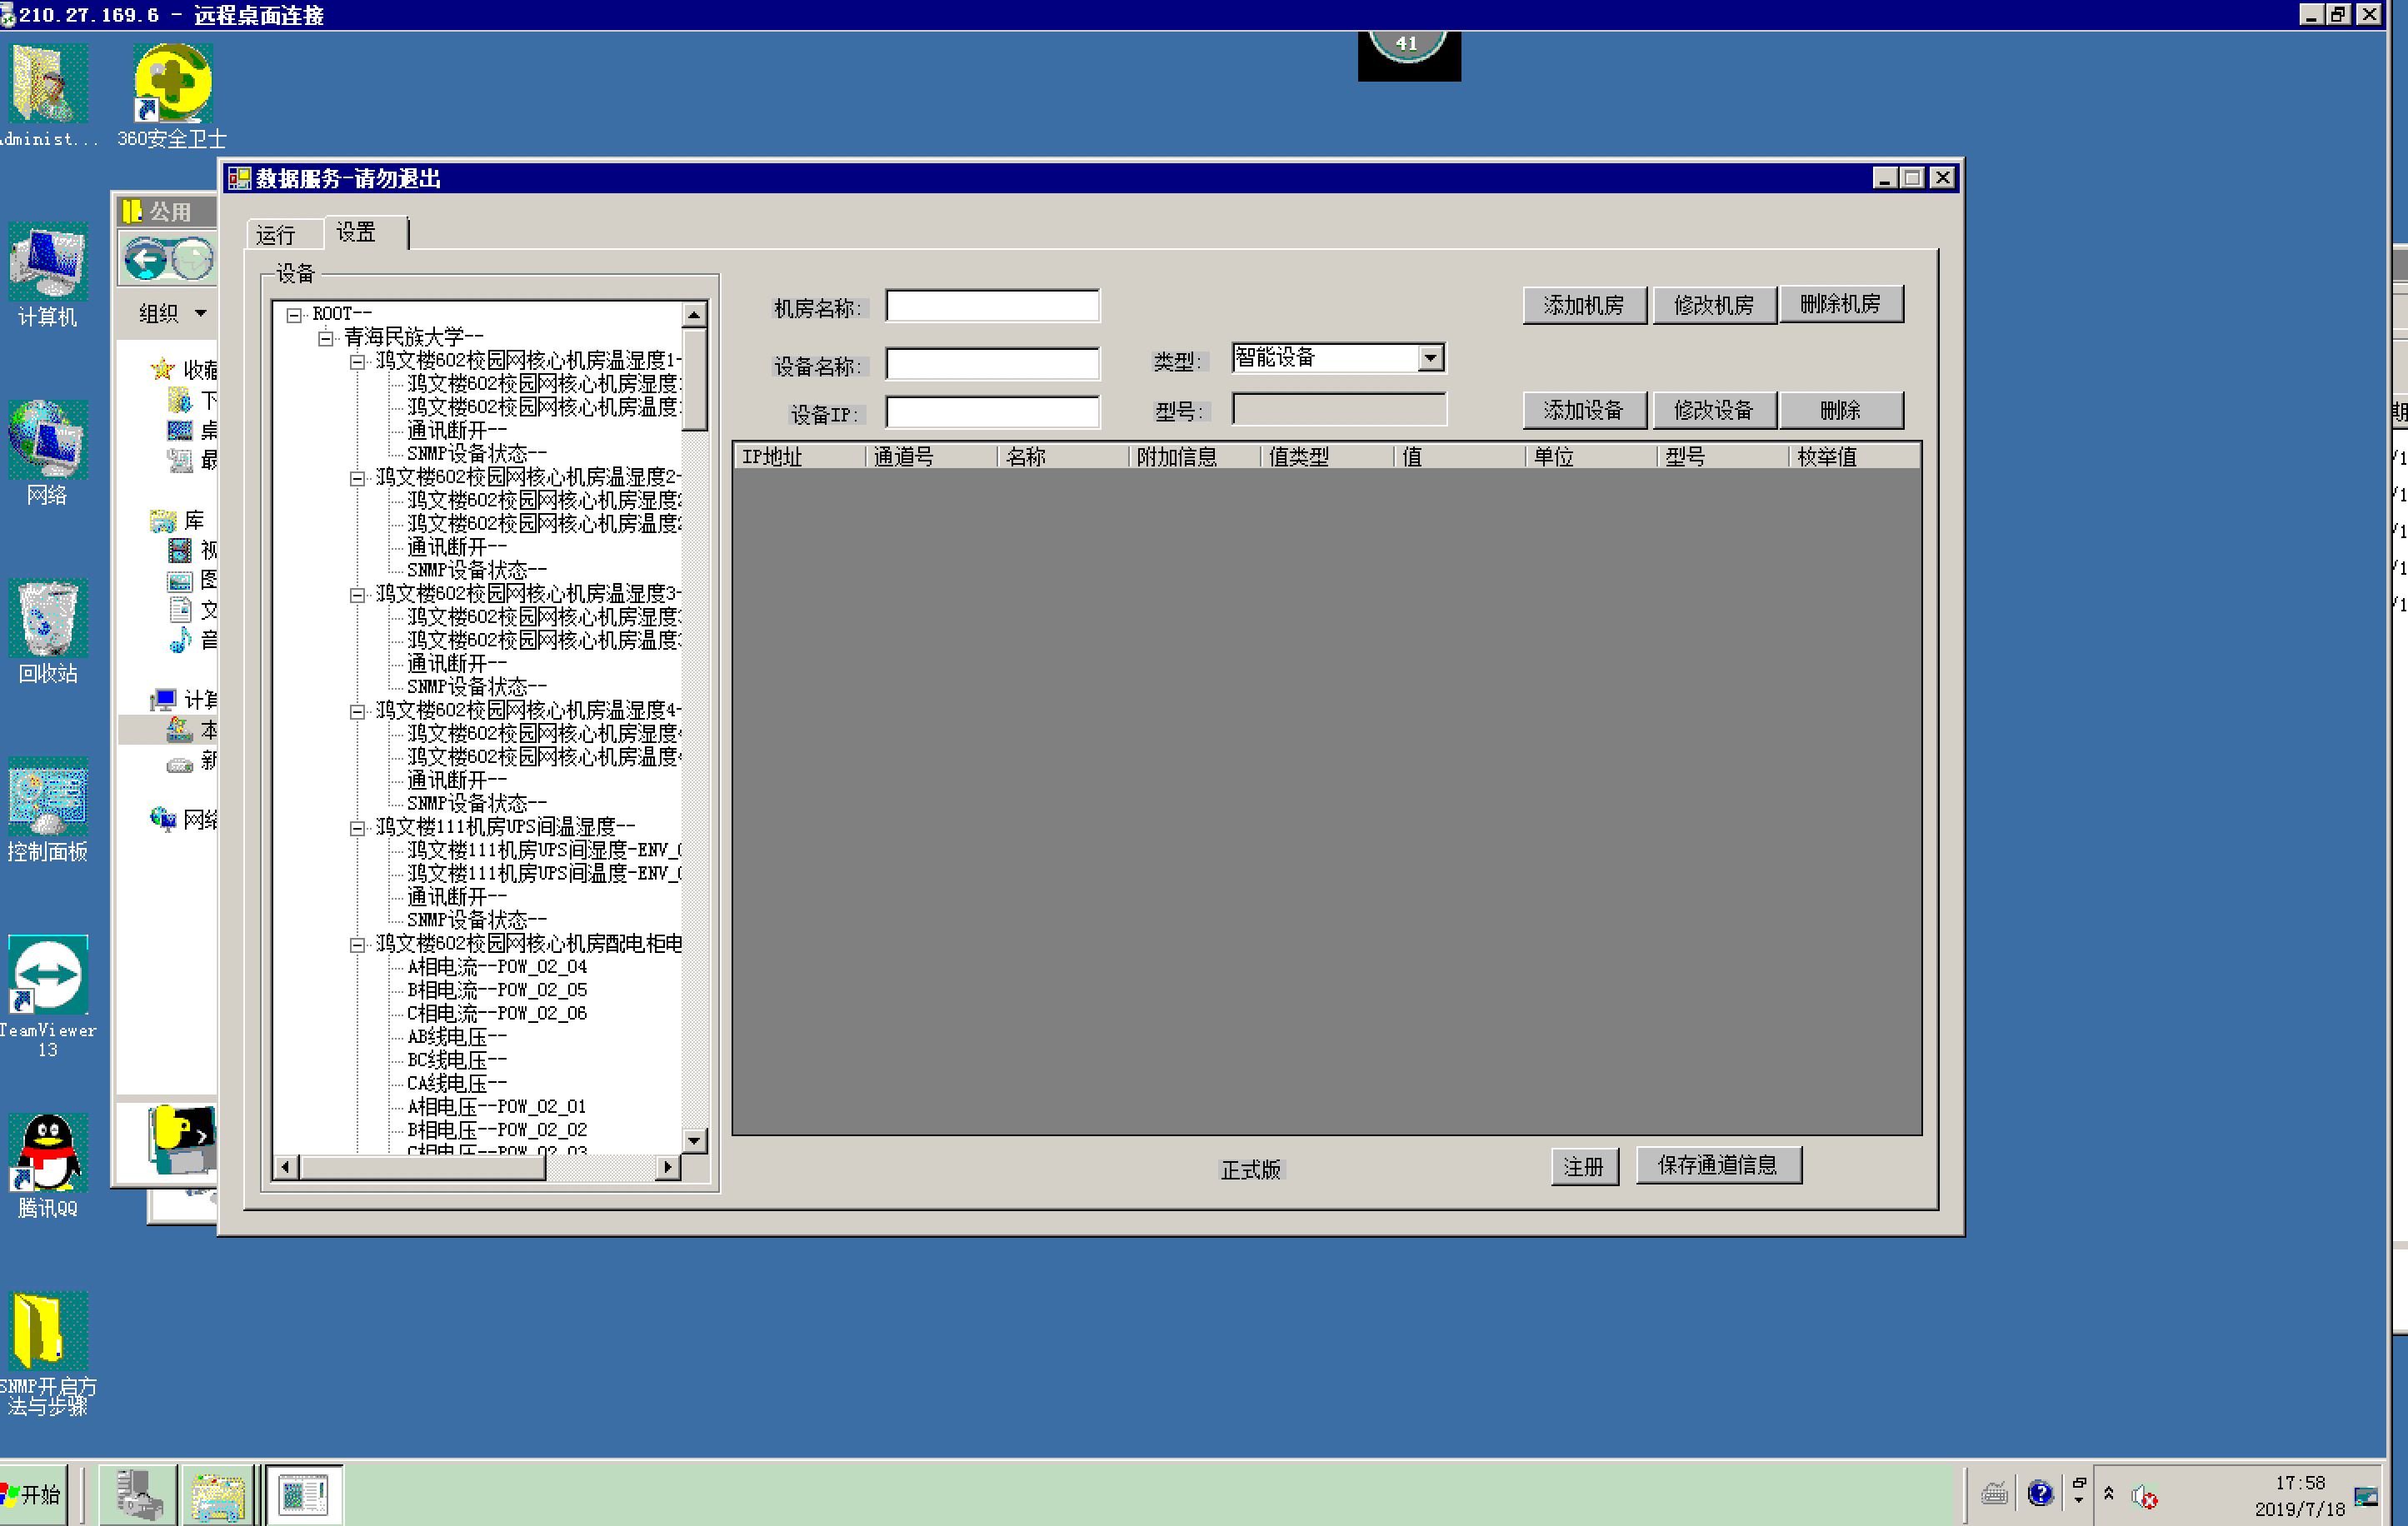 210.27.169.6 - 远程桌面连接
41
dminist...
360安全卫士
计算机
网络
回收站
控制面板
TeamViewer
13
腾讯QQ
SNMP开启方
法与步骤
公用
组织
收藏
下
桌
最
库
视
图
文
音
计算
本
新
网络
数据服务-请勿退出
运行
设置
设备
ROOT--
青海民族大学--
鸿文楼602校园网核心机房温湿度1-
鸿文楼602校园网核心机房湿度
鸿文楼602校园网核心机房温度
通讯断开--
SNMP设备状态--
鸿文楼602校园网核心机房温湿度2-
鸿文楼602校园网核心机房湿度2
鸿文楼602校园网核心机房温度2
通讯断开--
SNMP设备状态--
鸿文楼602校园网核心机房温湿度3-
鸿文楼602校园网核心机房湿度3
鸿文楼602校园网核心机房温度3
通讯断开--
SNMP设备状态--
鸿文楼602校园网核心机房温湿度4-
鸿文楼602校园网核心机房湿度
鸿文楼602校园网核心机房温度
通讯断开--
SNMP设备状态--
鸿文楼111机房UPS间温湿度--
鸿文楼111机房UPS间湿度-ENV_
鸿文楼111机房UPS间温度-ENV_
通讯断开--
SNMP设备状态--
鸿文楼602校园网核心机房配电柜电
A相电流--POW_02_04
B相电流--POW_02_05
C相电流--POW_02_06
AB线电压--
BC线电压--
CA线电压--
A相电压--POW_02_01
B相电压--POW_02_02
C相电压--POW_02_03
机房名称:
添加机房 修改机房 删除机房
设备名称:
类型: 智能设备
设备IP:
型号:
添加设备 修改设备 删除
IP地址 通道号 名称 附加信息 值类型 值 单位 型号 枚举值
正式版
注册
保存通道信息
期
/1
/1
/1
/1
/1
开始
17:58
2019/7/18